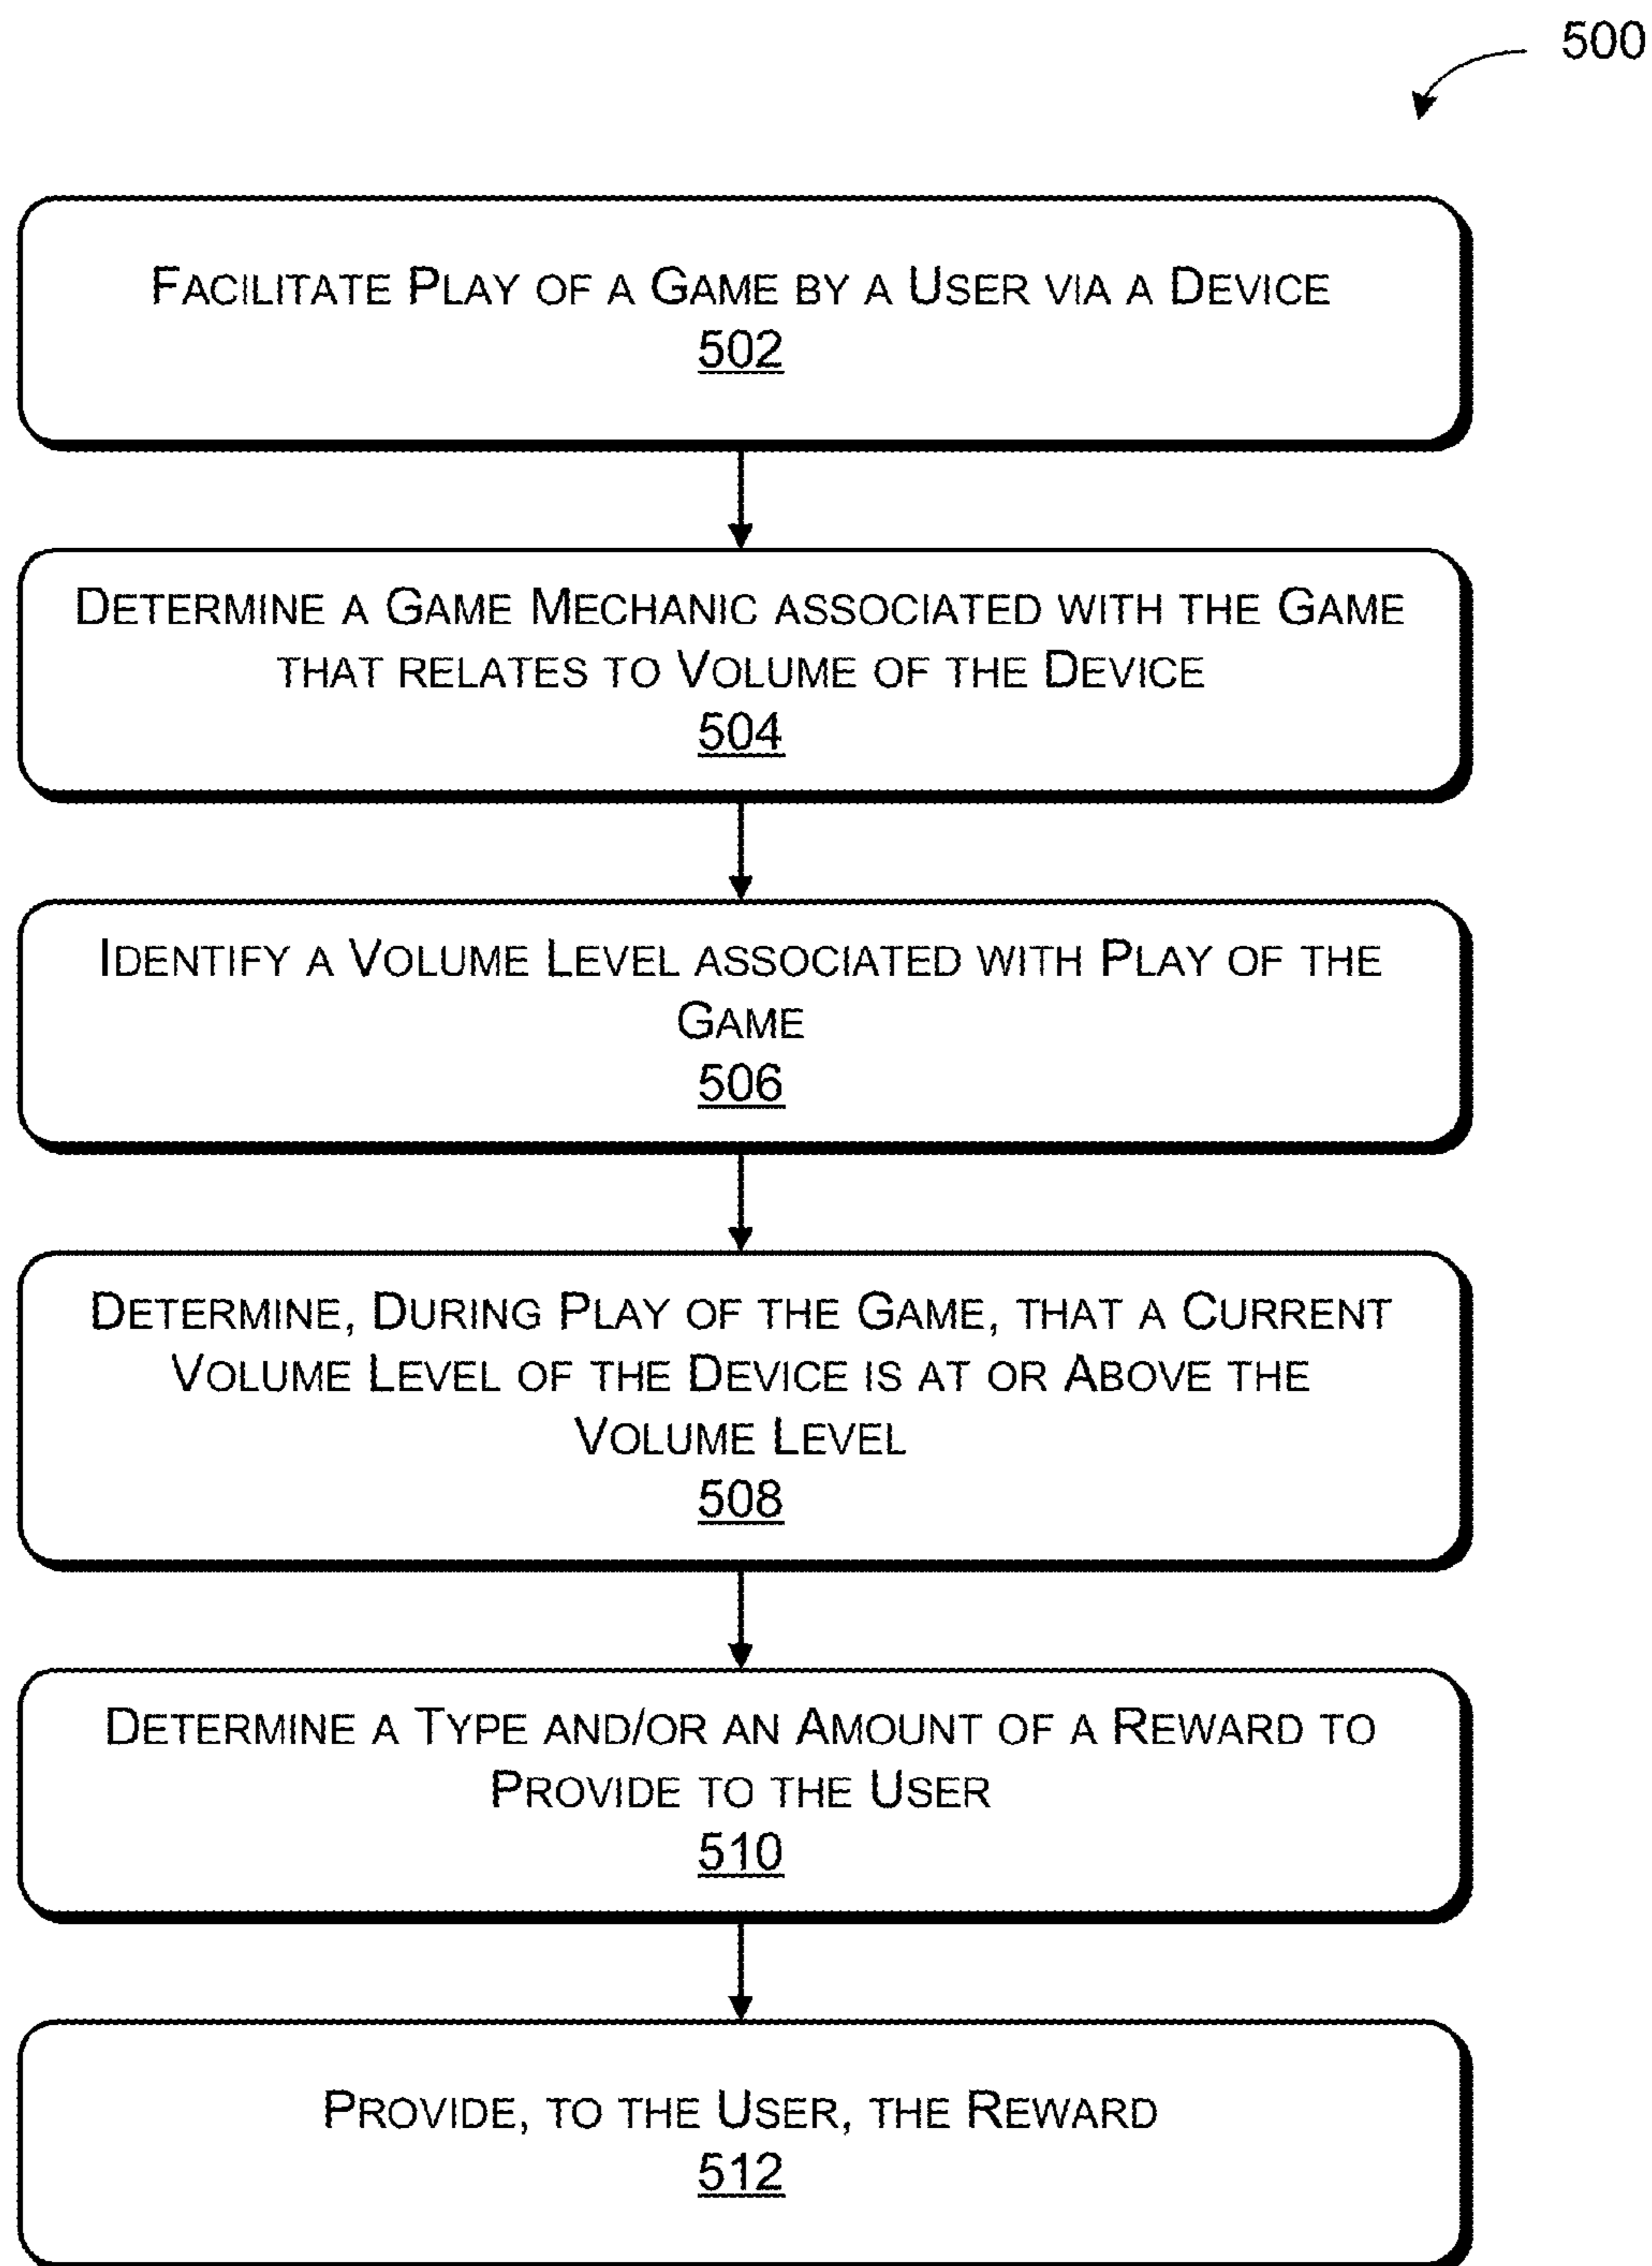 500
FACILITATE PLAY OF A GAME BY A USER VIA A DEVICE
502
DETERMINE A GAME MECHANIC ASSOCIATED WITH THE GAME
THAT RELATES TO VOLUME OF THE DEVICE
504
IDENTIFY A VOLUME LEVEL ASSOCIATED WITH PLAY OF THE
GAME
506
DETERMINE, DURING PLAY OF THE GAME, THAT A CURRENT
VOLUME LEVEL OF THE DEVICE IS AT OR ABOVE THE
VOLUME LEVEL
508
DETERMINE A TYPE AND/OR AN AMOUNT OF A REWARD TO
PROVIDE TO THE USER
510
PROVIDE, TO THE USER, THE REWARD
512